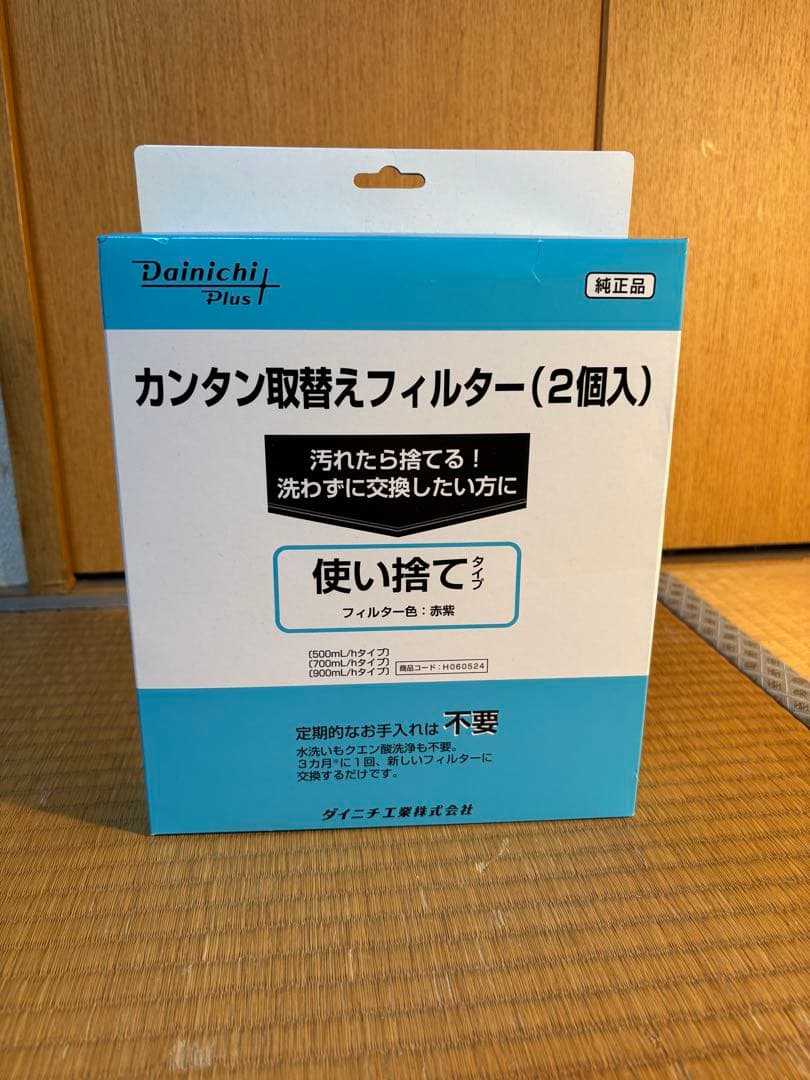 Dainichi
Plus
純正品
カンタン取替えフィルター(2個入)
汚れたら捨てる!
洗わずに交換したい方に
使い捨てタイプ
フィルター色:赤紫
〔500mL/hタイプ〕
〔700mL/hタイプ〕
〔900mL/hタイプ〕 商品コード:H060524
定期的なお手入れは 不要
水洗いもクエン酸洗浄も不要。
3カ月※に1回、新しいフィルターに
交換するだけです。
ダイニチ工業株式会社